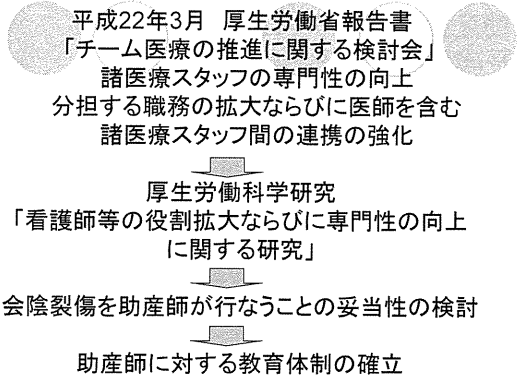 平成22年3月 厚生労働省報告書
「チーム医療の推進に関する検討会」
諸医療スタッフの専門性の向上
分担する職務の拡大ならびに医師を含む
諸医療スタッフ間の連携の強化
厚生労働科学研究
「看護師等の役割拡大ならびに専門性の向上
に関する研究」
会陰裂傷を助産師が行なうことの妥当性の検討
助産師に対する教育体制の確立